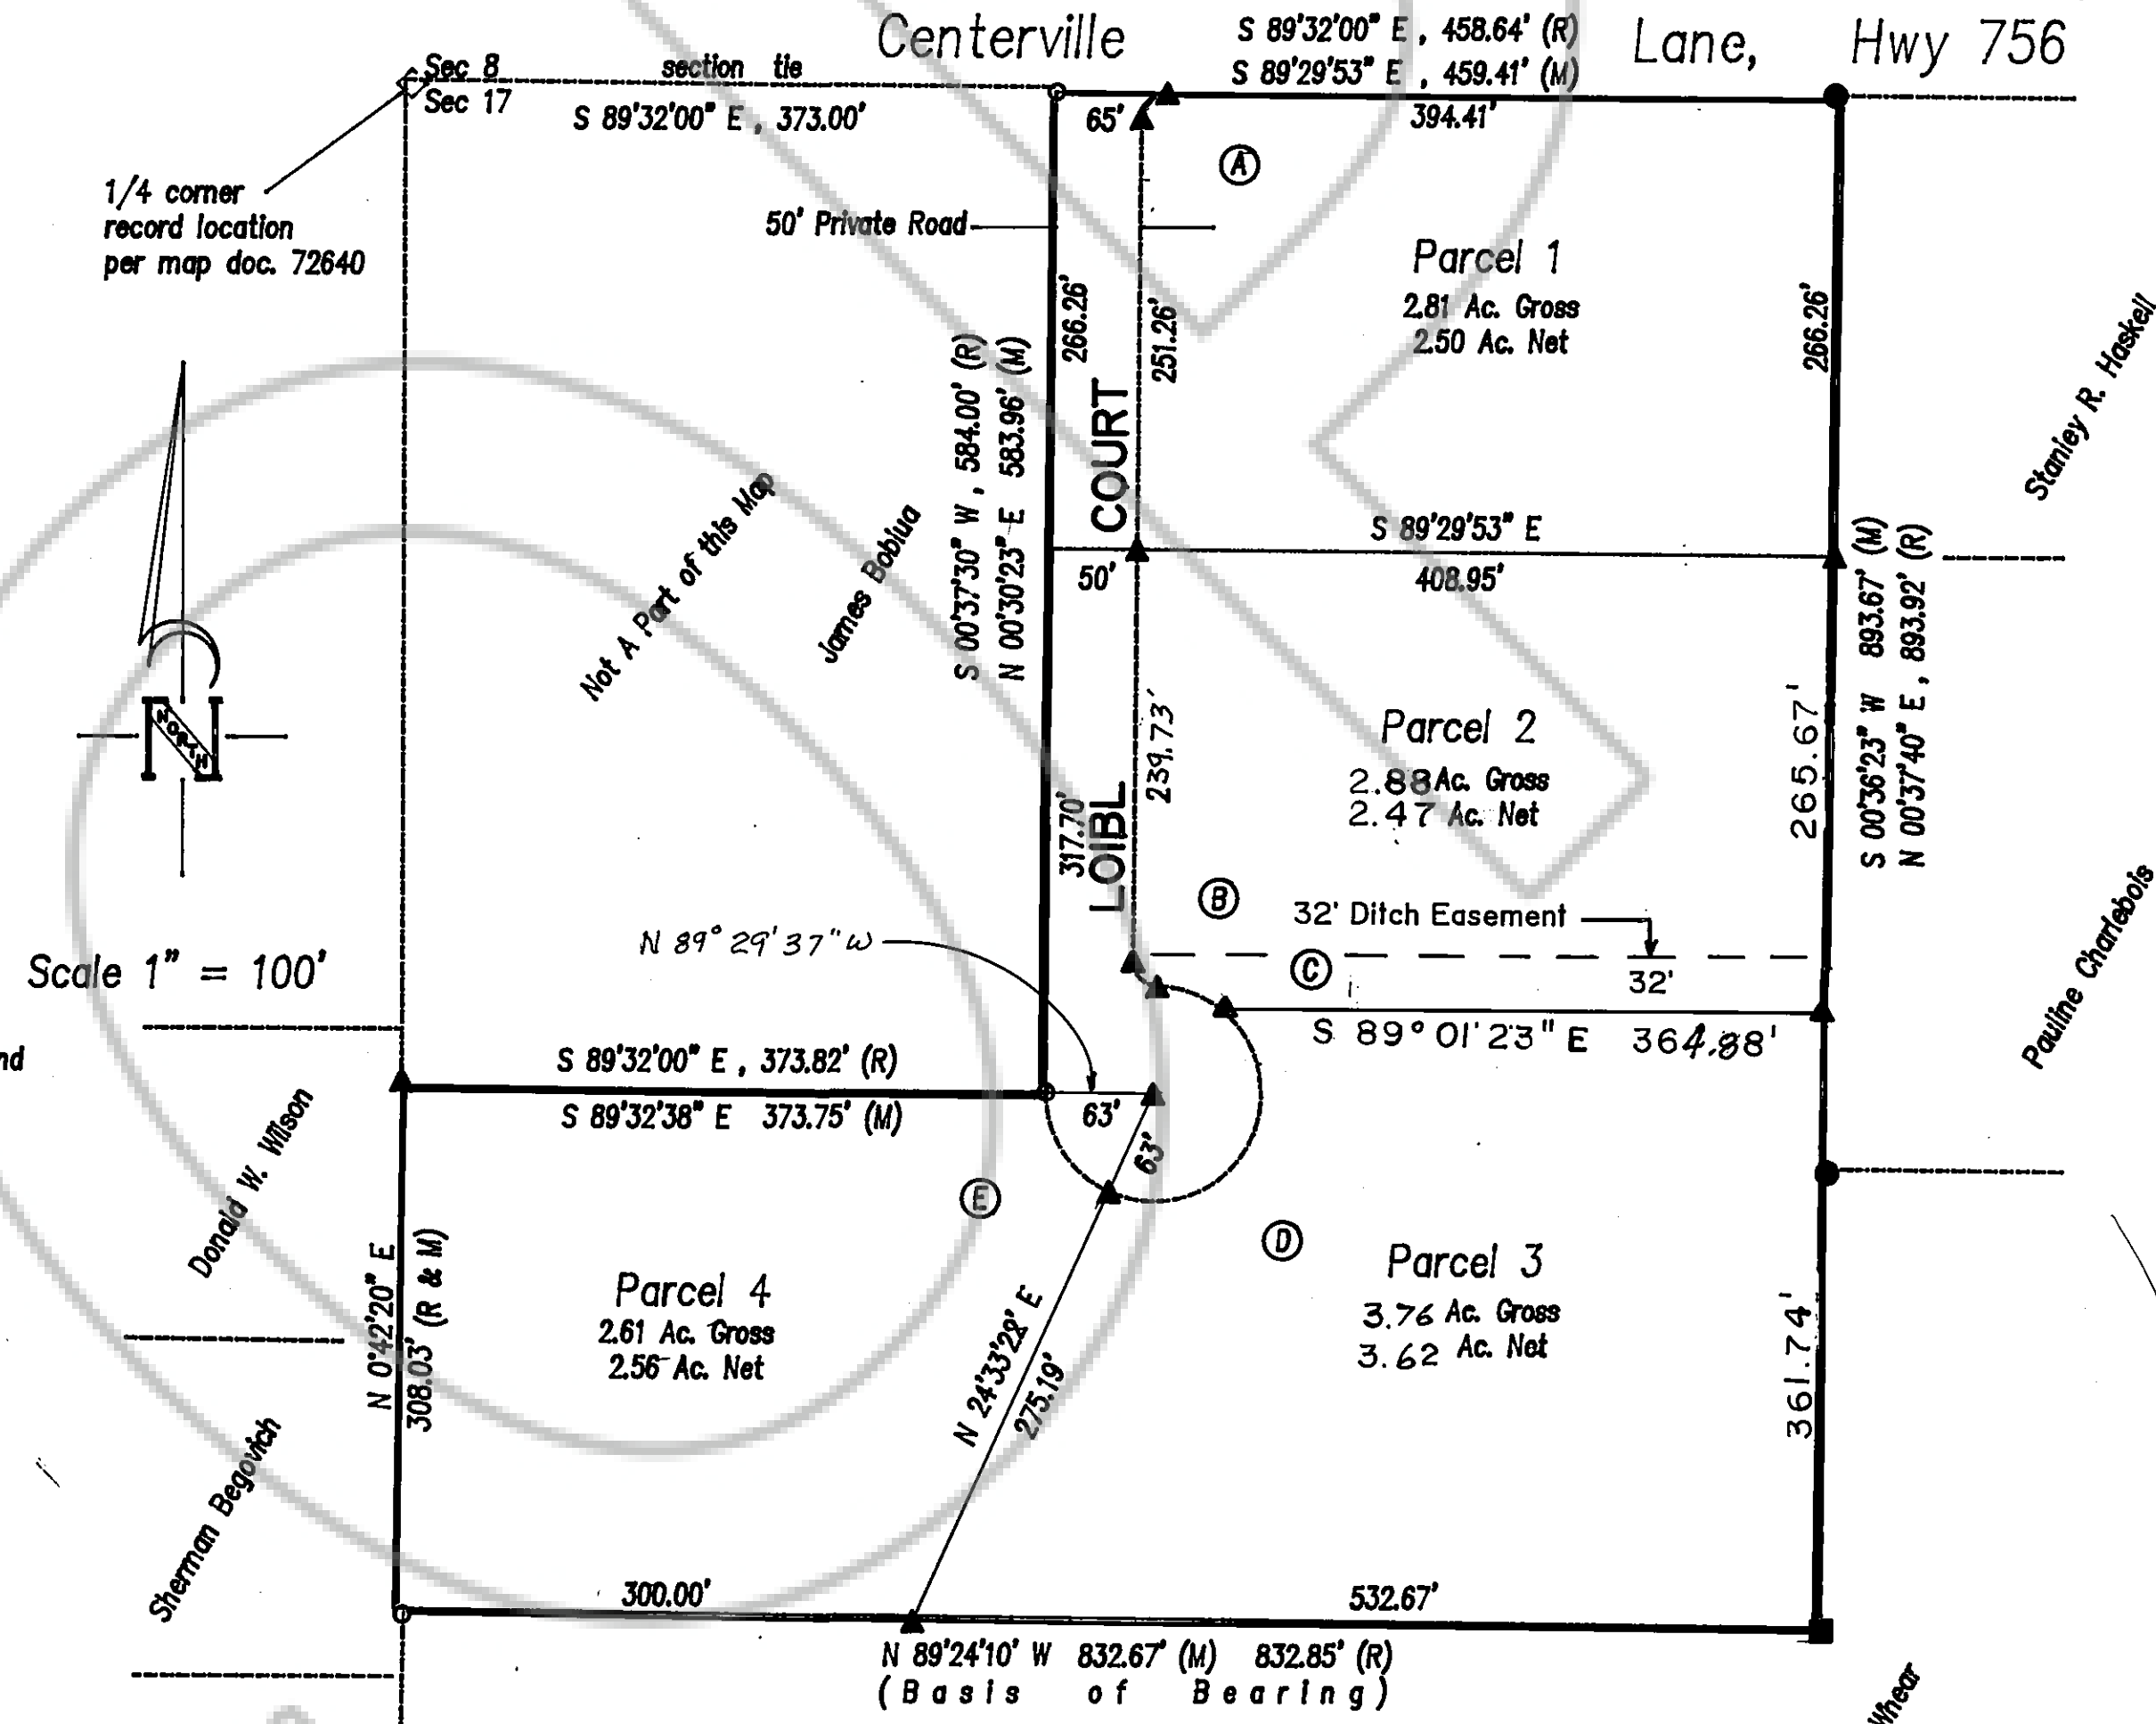 Centerville Lane, Hwy 756
S 89'32'00" E , 458.64' (R)
S 89'29'53" E , 459.41' (M)
Sec 8
Sec 17
section tie
S 89'32'00" E , 373.00'
65'
394.41'
A
1/4 corner
record location
per map doc. 72640
50' Private Road
Parcel 1
2.81 Ac. Gross
2.50 Ac. Net
266.26'
251.26'
266.26'
Stanley R. Haskell
S 00'37'30" W , 584.00' (R)
N 00'30'23" E 583.96' (M)
LOIBL COURT
Not A Part of this Map
James Bobiua
S 89'29'53" E
50'
408.95'
S 00'36'23" W 893.67' (M)
N 00'37'40" E , 893.92' (R)
NORTH
Parcel 2
2.88 Ac. Gross
2.47 Ac. Net
239.73'
317.70'
265.67'
B
32' Ditch Easement
N 89° 29' 37" W
C
32'
Scale 1" = 100'
S 89° 01' 23" E 364.88'
Pauline Charlebois
nd
S 89'32'00" E , 373.82' (R)
S 89'32'38" E 373.75' (M)
63'
63'
Donald W. Wilson
E
D
N 0'42'20" E
308.03' (R & M)
Parcel 4
2.61 Ac. Gross
2.56 Ac. Net
N 24'33'28" E
275.19'
Parcel 3
3.76 Ac. Gross
3.62 Ac. Net
361.74'
Sherman Begovich
300.00'
532.67'
N 89'24'10' W 832.67' (M) 832.85' (R)
(Basis of Bearing)
Whear